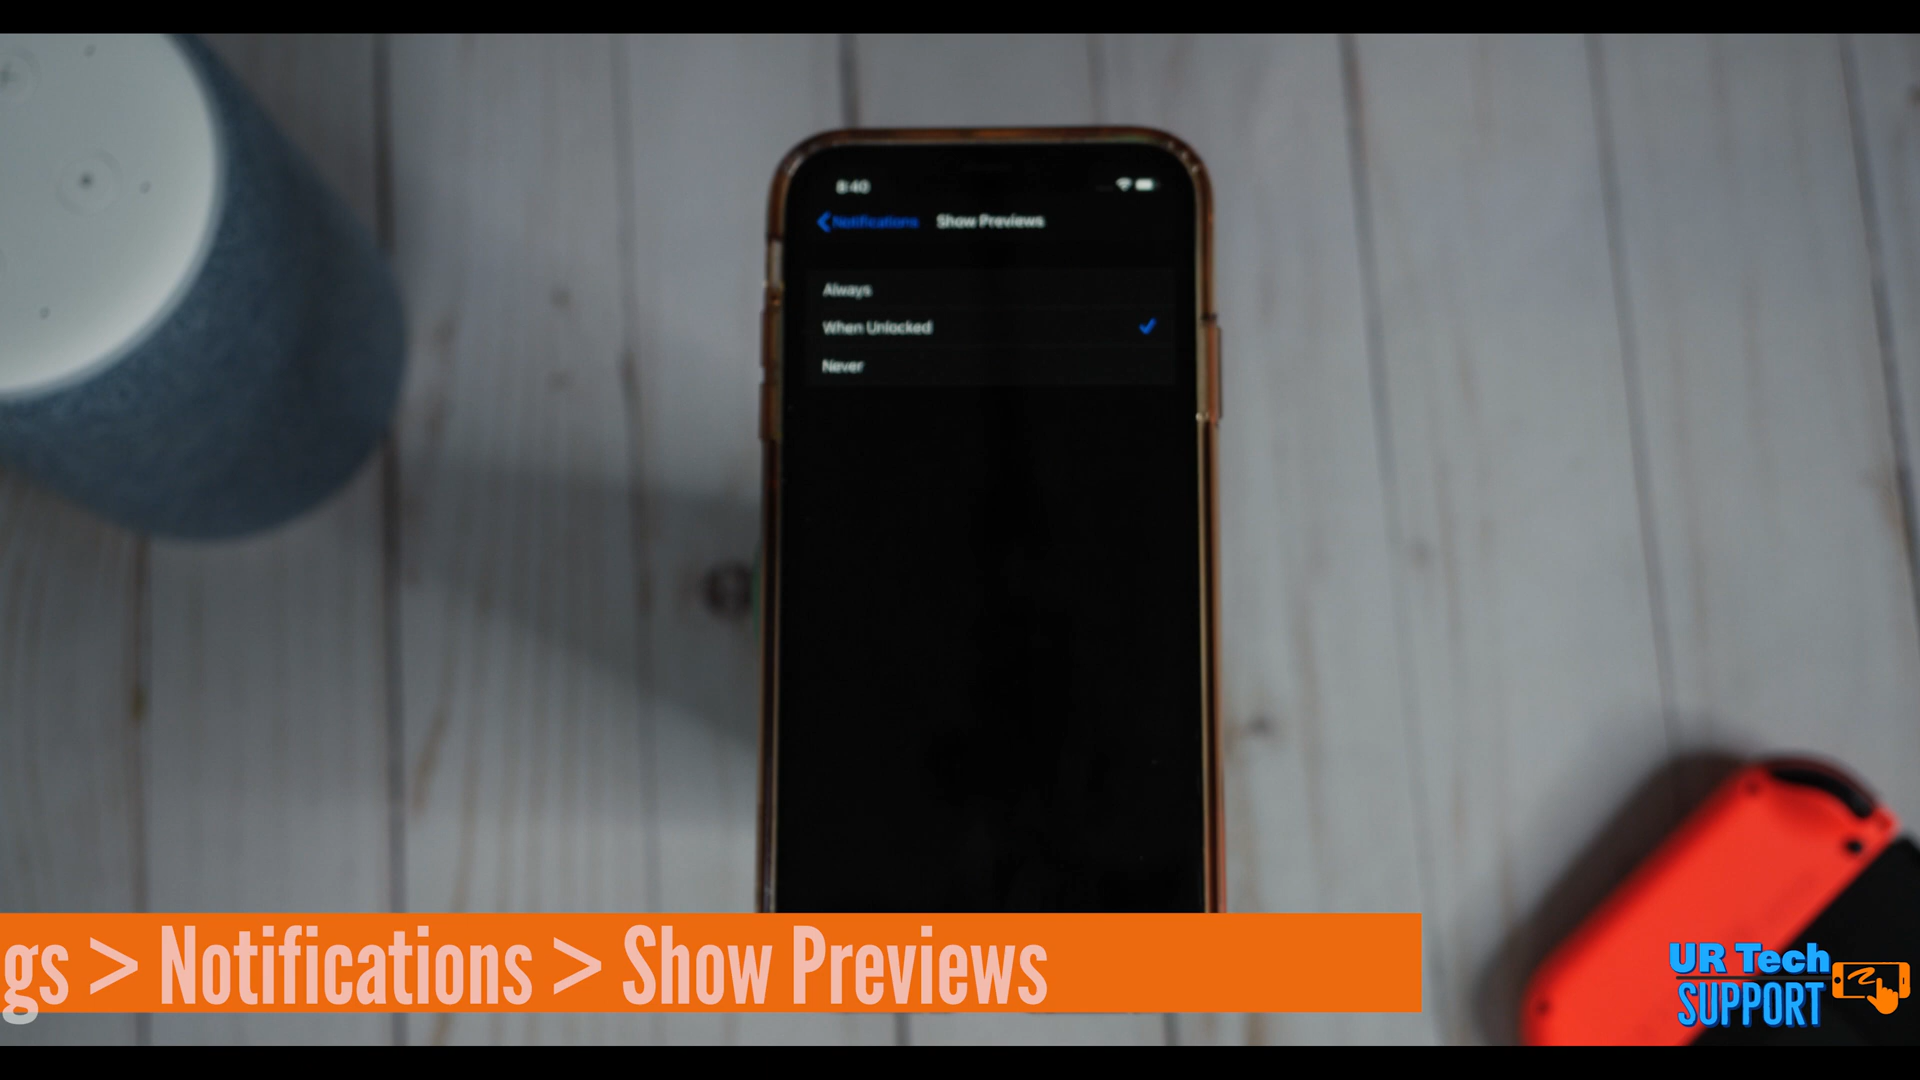 8:40
Notifications Show Previews
Always
When Unlocked
Never
gs > Notifications > Show Previews
UR Tech
SUPPORT